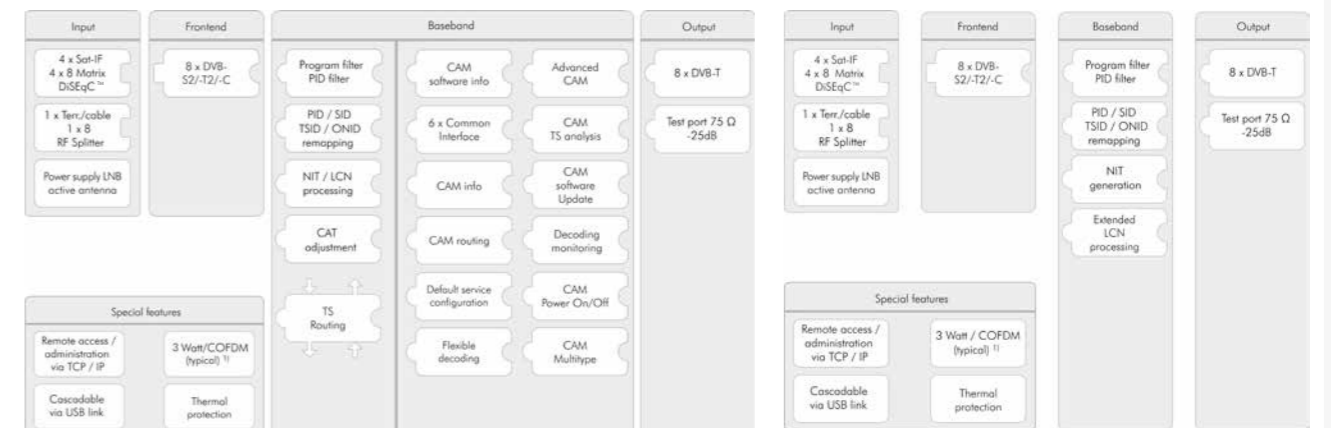 Input
4 x Sat-IF
4 x 8 Matrix
DiSEqC™
1 x Terr./cable
1 x 8
RF Splitter
Power supply LNB
active antenna
Frontend
8 x DVB-
S2/-T2/-C
Baseband
Program filter
PID filter
PID / SID
TSID / ONID
remapping
NIT / LCN
processing
CAT
adjustment
TS
Routing
CAM
software info
6 x Common
Interface
CAM info
CAM routing
Default service
configuration
Flexible
decoding
Advanced
CAM
CAM
TS analysis
CAM
software
Update
Decoding
monitoring
CAM
Power On/Off
CAM
Multitype
Output
8 x DVB-T
Test port 75 Ω
-25dB
Special features
Remote access /
administration
via TCP / IP
3 Watt/COFDM
(typical) 1)
Cascadable
via USB link
Thermal
protection
Input
4 x Sat-IF
4 x 8 Matrix
DiSEqC™
1 x Terr./cable
1 x 8
RF Splitter
Power supply LNB
active antenna
Frontend
8 x DVB-
S2/-T2/-C
Baseband
Program filter
PID filter
PID / SID
TSID / ONID
remapping
NIT
generation
Extended
LCN
processing
Output
8 x DVB-T
Test port 75 Ω
-25dB
Special features
Remote access /
administration
via TCP / IP
3 Watt / COFDM
(typical) 1)
Cascadable
via USB link
Thermal
protection